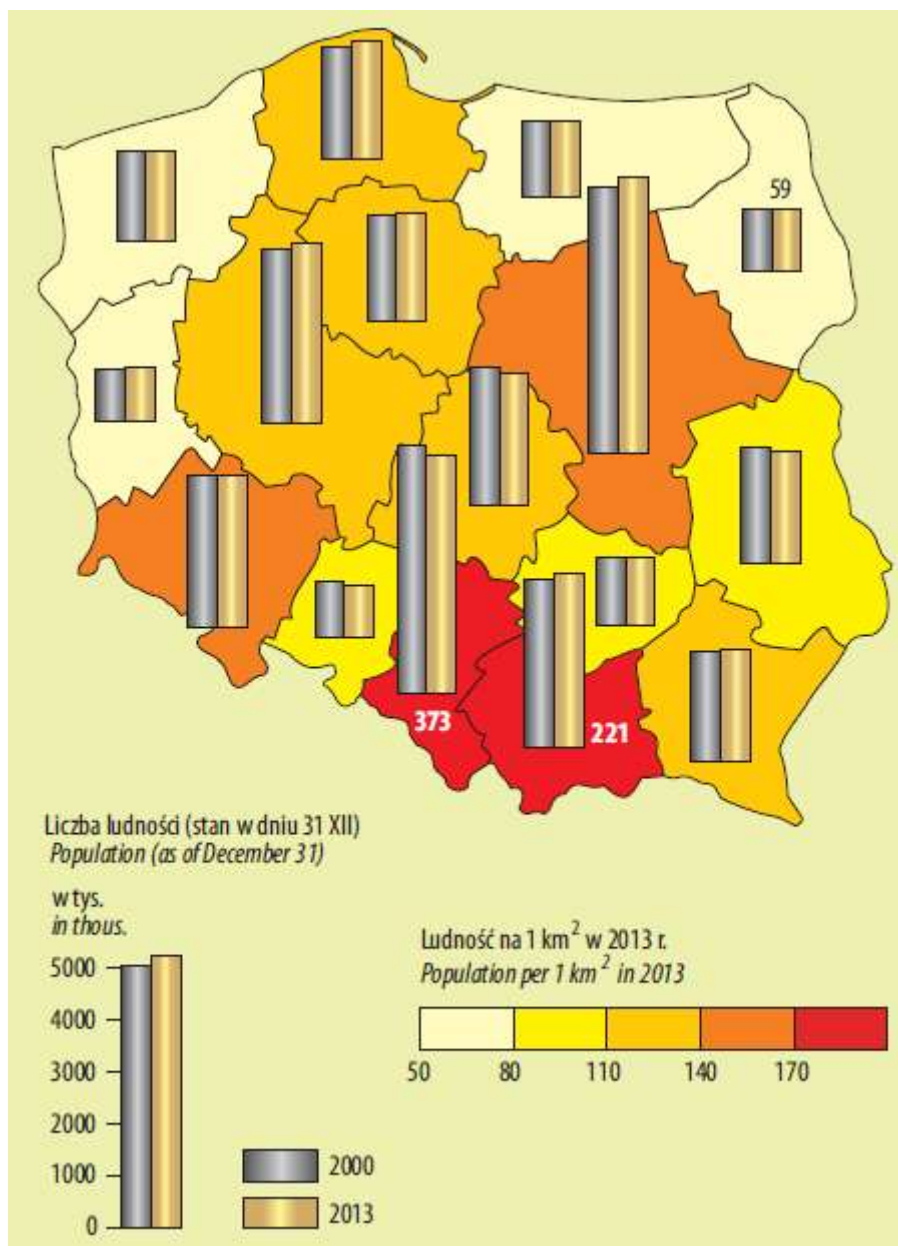 59
373
221
Liczba ludności (stan w dniu 31 XII)
Population (as of December 31)
w tys.
in thous.
5000
4000
3000
2000
1000
0
2000
2013
Ludność na 1 km² w 2013 r.
Population per 1 km² in 2013
50 80 110 140 170